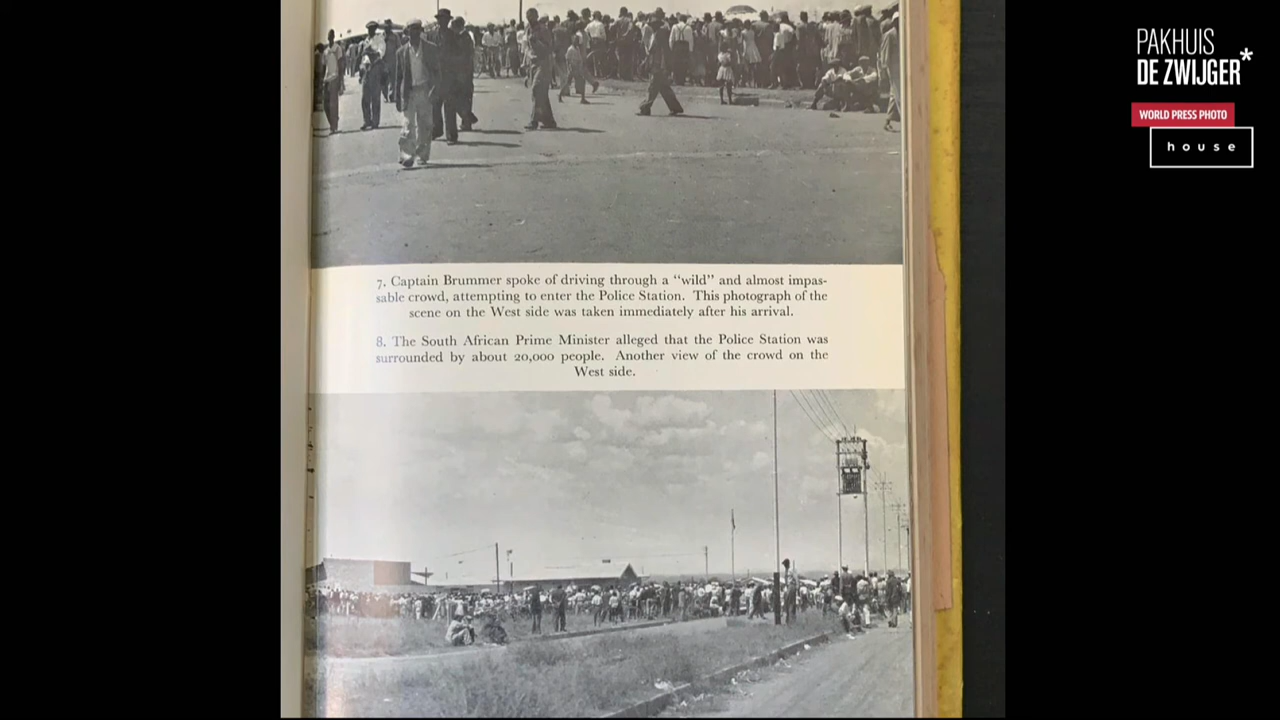 PAKHUIS
DE ZWIJGER*
WORLD PRESS PHOTO
house
7. Captain Brummer spoke of driving through a “wild” and almost impas-
sable crowd, attempting to enter the Police Station. This photograph of the
scene on the West side was taken immediately after his arrival.
8. The South African Prime Minister alleged that the Police Station was
surrounded by about 20,000 people. Another view of the crowd on the
West side.